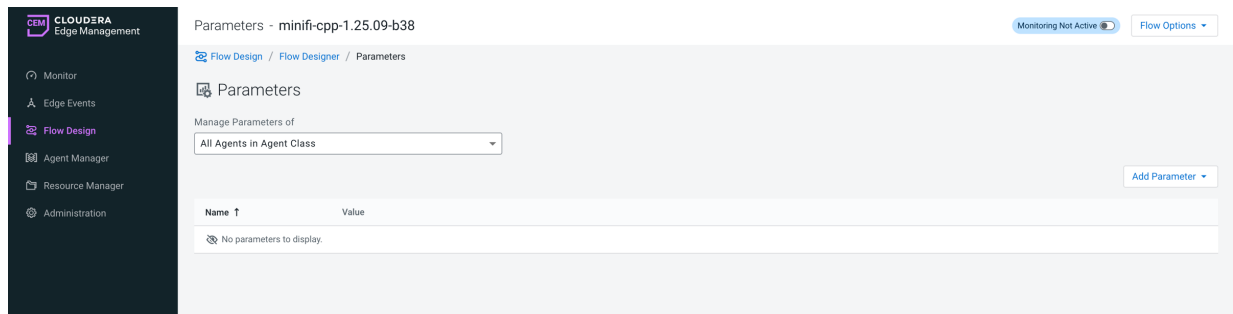 CEM CLOUDERA
Edge Management
Monitor
Edge Events
Flow Design
Agent Manager
Resource Manager
Administration
Parameters - minifi-cpp-1.25.09-b38
Monitoring Not Active
Flow Options
Flow Design / Flow Designer / Parameters
Parameters
Manage Parameters of
All Agents in Agent Class
Add Parameter
Name ↑ Value
No parameters to display.